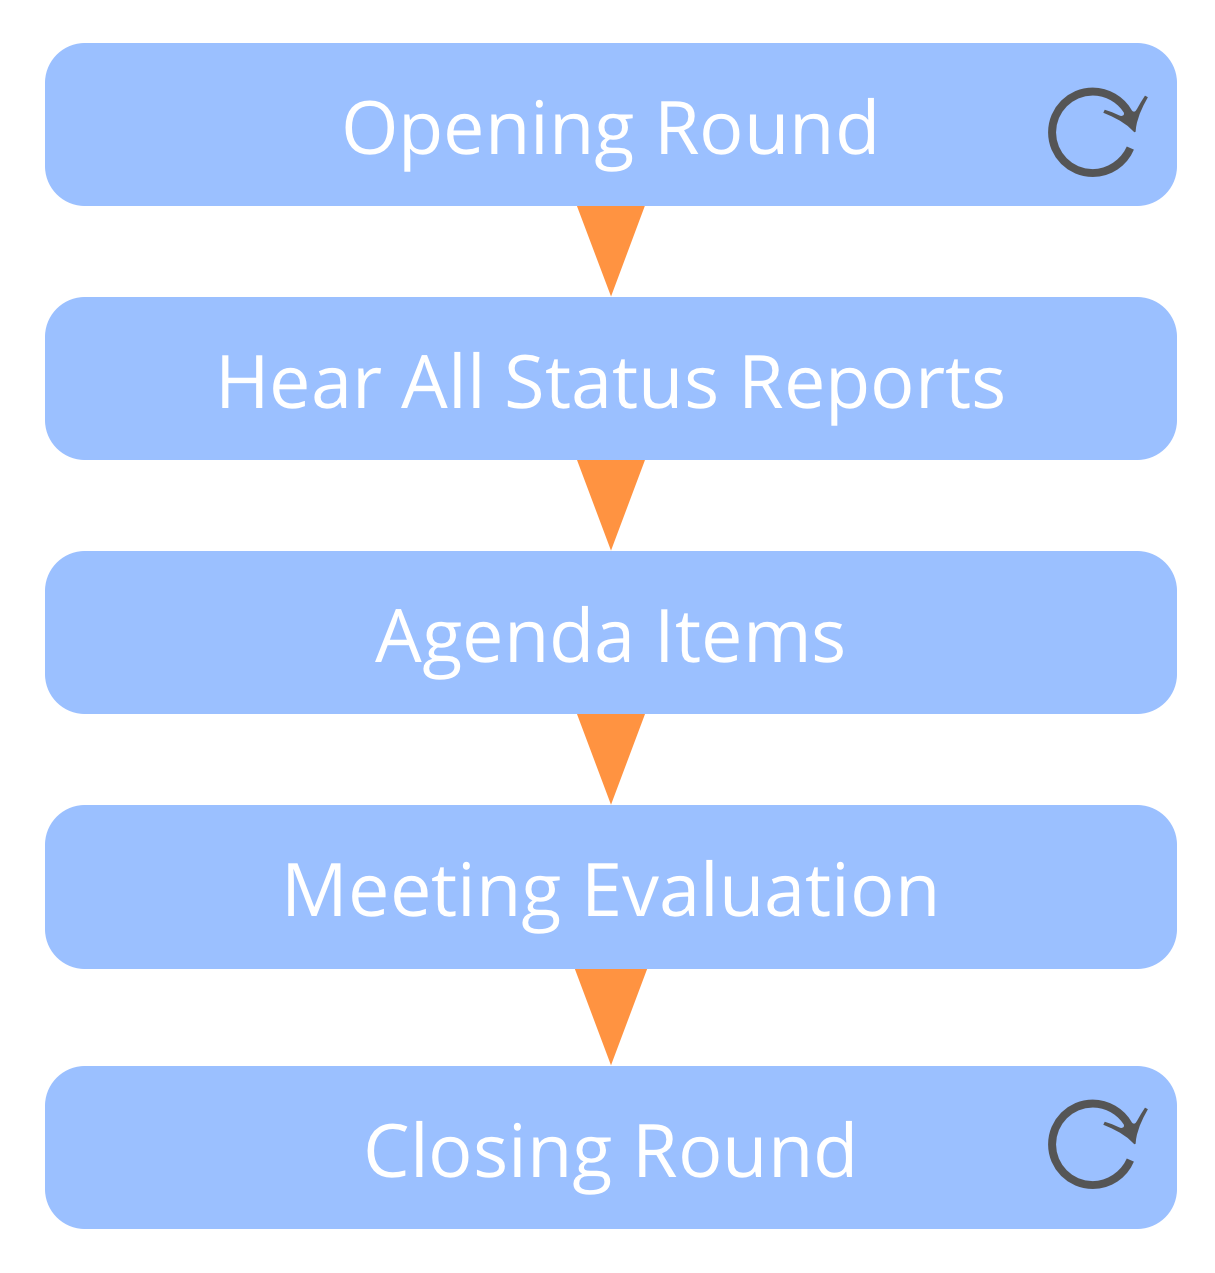 Opening Round
Hear All Status Reports
Agenda Items
Meeting Evaluation
Closing Round